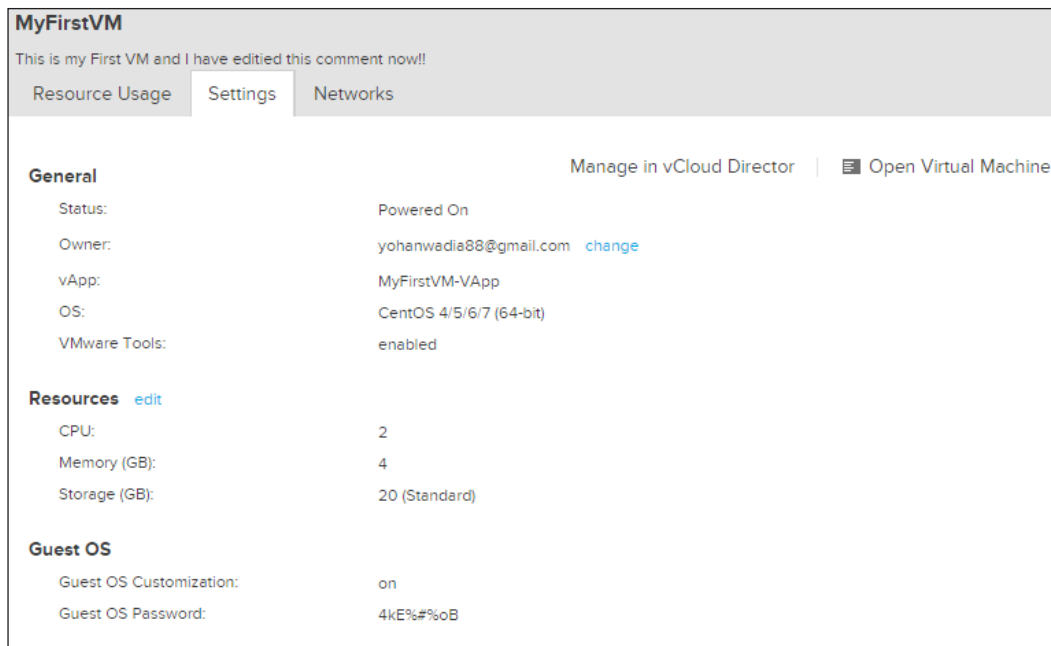 MyFirstVM
This is my First VM and I have editied this comment now!!
Resource Usage Settings Networks
Manage in vCloud Director Open Virtual Machine
General
Status: Powered On
Owner: yohanwadia88@gmail.com change
vApp: MyFirstVM-VApp
OS: CentOS 4/5/6/7 (64-bit)
VMware Tools: enabled
Resources edit
CPU: 2
Memory (GB): 4
Storage (GB): 20 (Standard)
Guest OS
Guest OS Customization: on
Guest OS Password: 4kE%#%oB